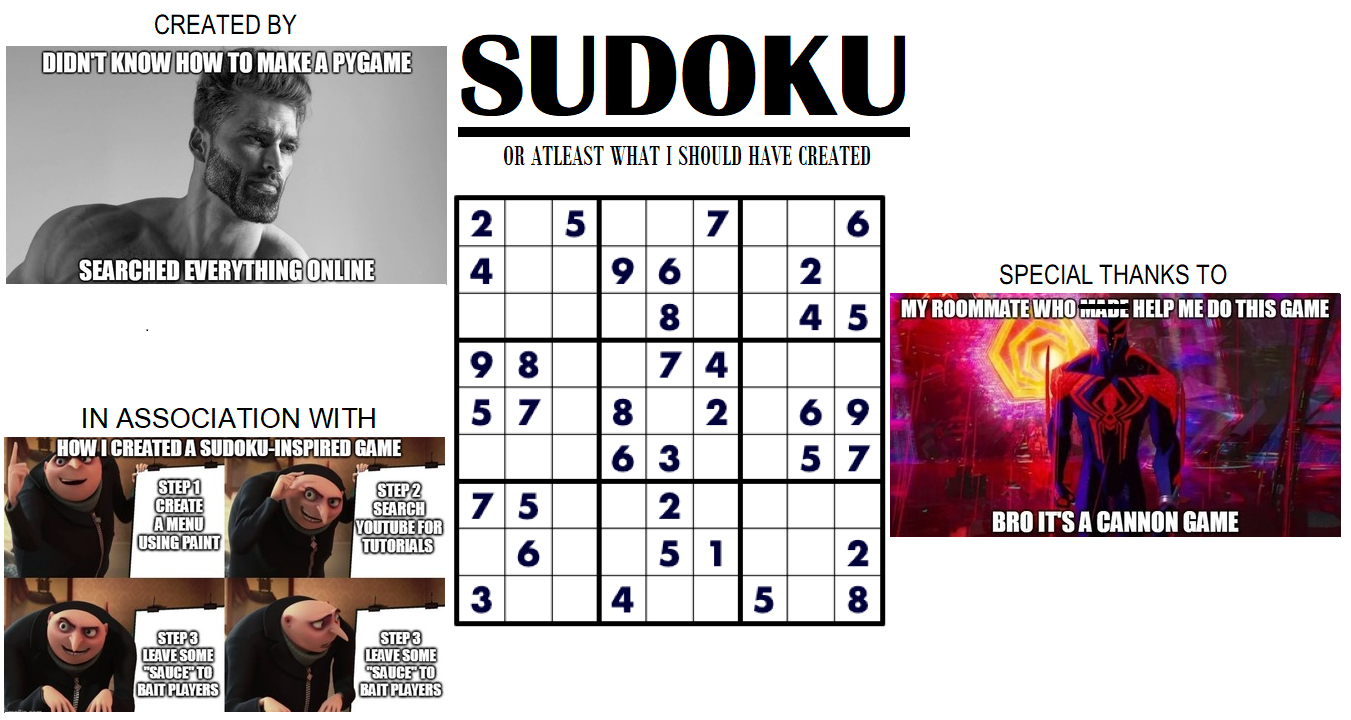 CREATED BY
DIDN'T KNOW HOW TO MAKE A PYGAME
SEARCHED EVERYTHING ONLINE
SUDOKU
OR ATLEAST WHAT I SHOULD HAVE CREATED
2 5 7 6
4 9 6 2
8 4 5
9 8 7 4
5 7 8 2 6 9
6 3 5 7
7 5 2
6 5 1 2
3 4 5 8
SPECIAL THANKS TO
MY ROOMMATE WHO MADE HELP ME DO THIS GAME
BRO IT'S A CANNON GAME
IN ASSOCIATION WITH
HOW I CREATED A SUDOKU-INSPIRED GAME
STEP 1
CREATE
A MENU
USING PAINT
STEP 2
SEARCH
YOUTUBE FOR
TUTORIALS
STEP 3
LEAVE SOME
"SAUCE" TO
BAIT PLAYERS
STEP 3
LEAVE SOME
"SAUCE" TO
BAIT PLAYERS